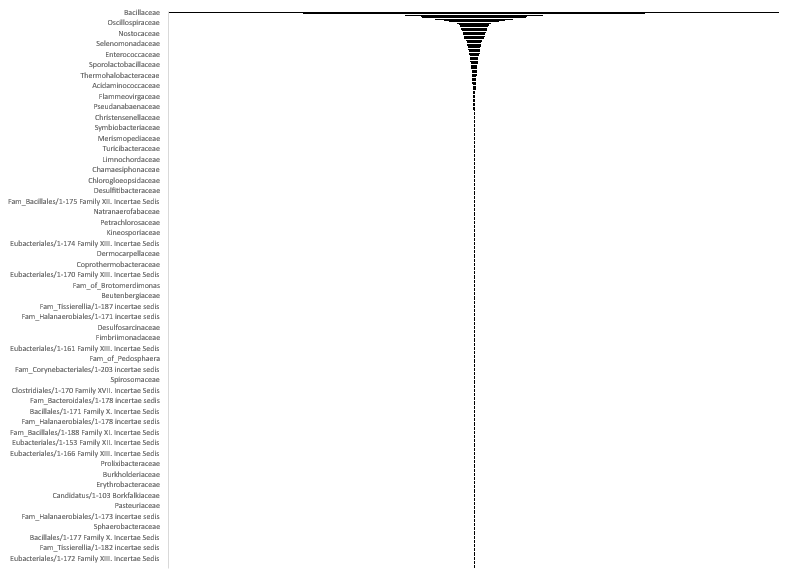 Bacillaceae
Oscillospiraceae
Nostocaceae
Selenomonadaceae
Enterococcaceae
Sporolactobacillaceae
Thermohalobacteraceae
Acidaminococcaceae
Flammeovirgaceae
Pseudanabaenaceae
Christensenellaceae
Symbiobacteriaceae
Merismopediaceae
Turicibacteraceae
Limnochordaceae
Chamaesiphonaceae
Chlorogloeopsidaceae
Desulfitibacteraceae
Fam_Bacillales/1-175 Family XII. Incertae Sedis
Natranaerofabaceae
Petrachlorosaceae
Kineosporiaceae
Eubacteriales/1-174 Family XIII. Incertae Sedis
Dermocarpellaceae
Coprothermobacteraceae
Eubacteriales/1-170 Family XIII. Incertae Sedis
Fam_of_Brotomerdimonas
Beutenbergiaceae
Fam_Tissierellia/1-187 incertae sedis
Fam_Halanaerobiales/1-171 incertae sedis
Desulfosarcinaceae
Fimbriimonadaceae
Eubacteriales/1-161 Family XIII. Incertae Sedis
Fam_of_Pedosphaera
Fam_Corynebacteriales/1-203 incertae sedis
Spirosomaceae
Clostridiales/1-170 Family XVII. Incertae Sedis
Fam_Bacteroidales/1-178 incertae sedis
Bacillales/1-171 Family X. Incertae Sedis
Fam_Halanaerobiales/1-178 incertae sedis
Fam_Bacillales/1-188 Family XI. Incertae Sedis
Eubacteriales/1-153 Family XII. Incertae Sedis
Eubacteriales/1-166 Family XIII. Incertae Sedis
Prolixibacteraceae
Burkholderiaceae
Erythrobacteraceae
Candidatus/1-103 Borkfalkiaceae
Pasteuriaceae
Fam_Halanaerobiales/1-173 incertae sedis
Sphaerobacteraceae
Bacillales/1-177 Family X. Incertae Sedis
Fam_Tissierellia/1-182 incertae sedis
Eubacteriales/1-172 Family XIII. Incertae Sedis